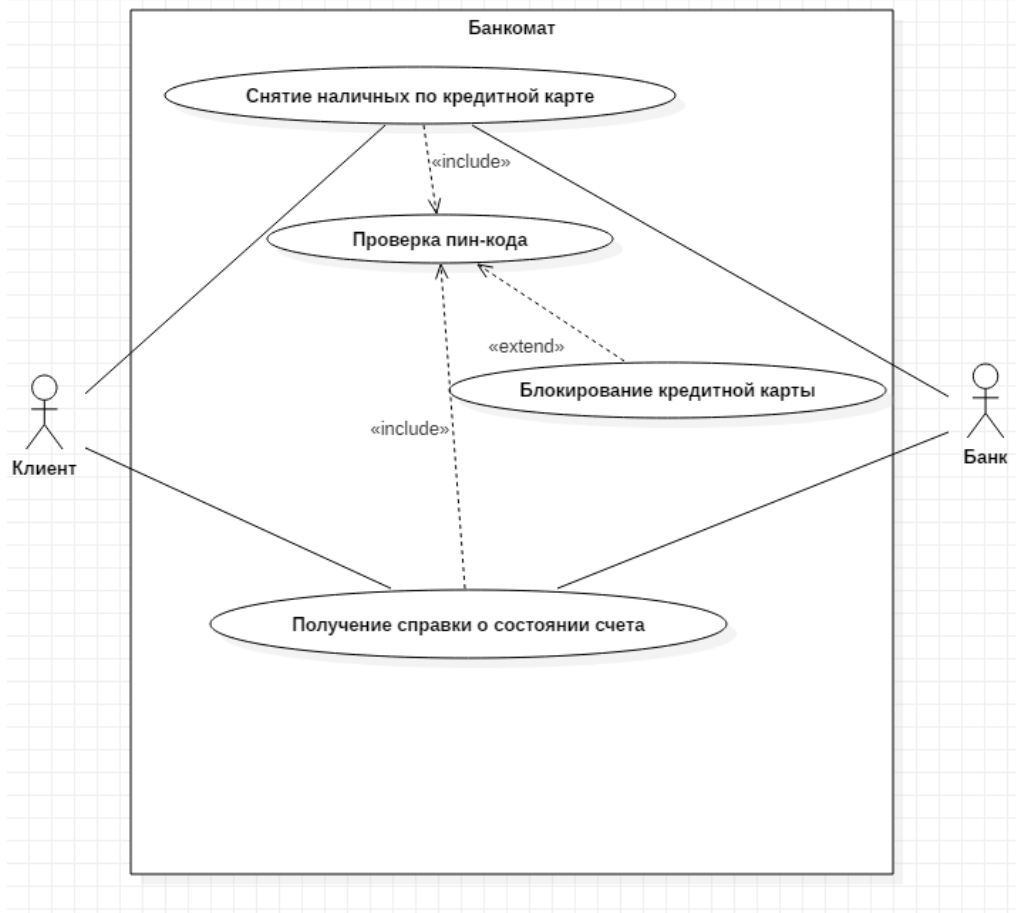 Банкомат
Снятие наличных по кредитной карте
«include»
Проверка пин-кода
«extend»
Блокирование кредитной карты
«include»
Клиент
Банк
Получение справки о состоянии счета